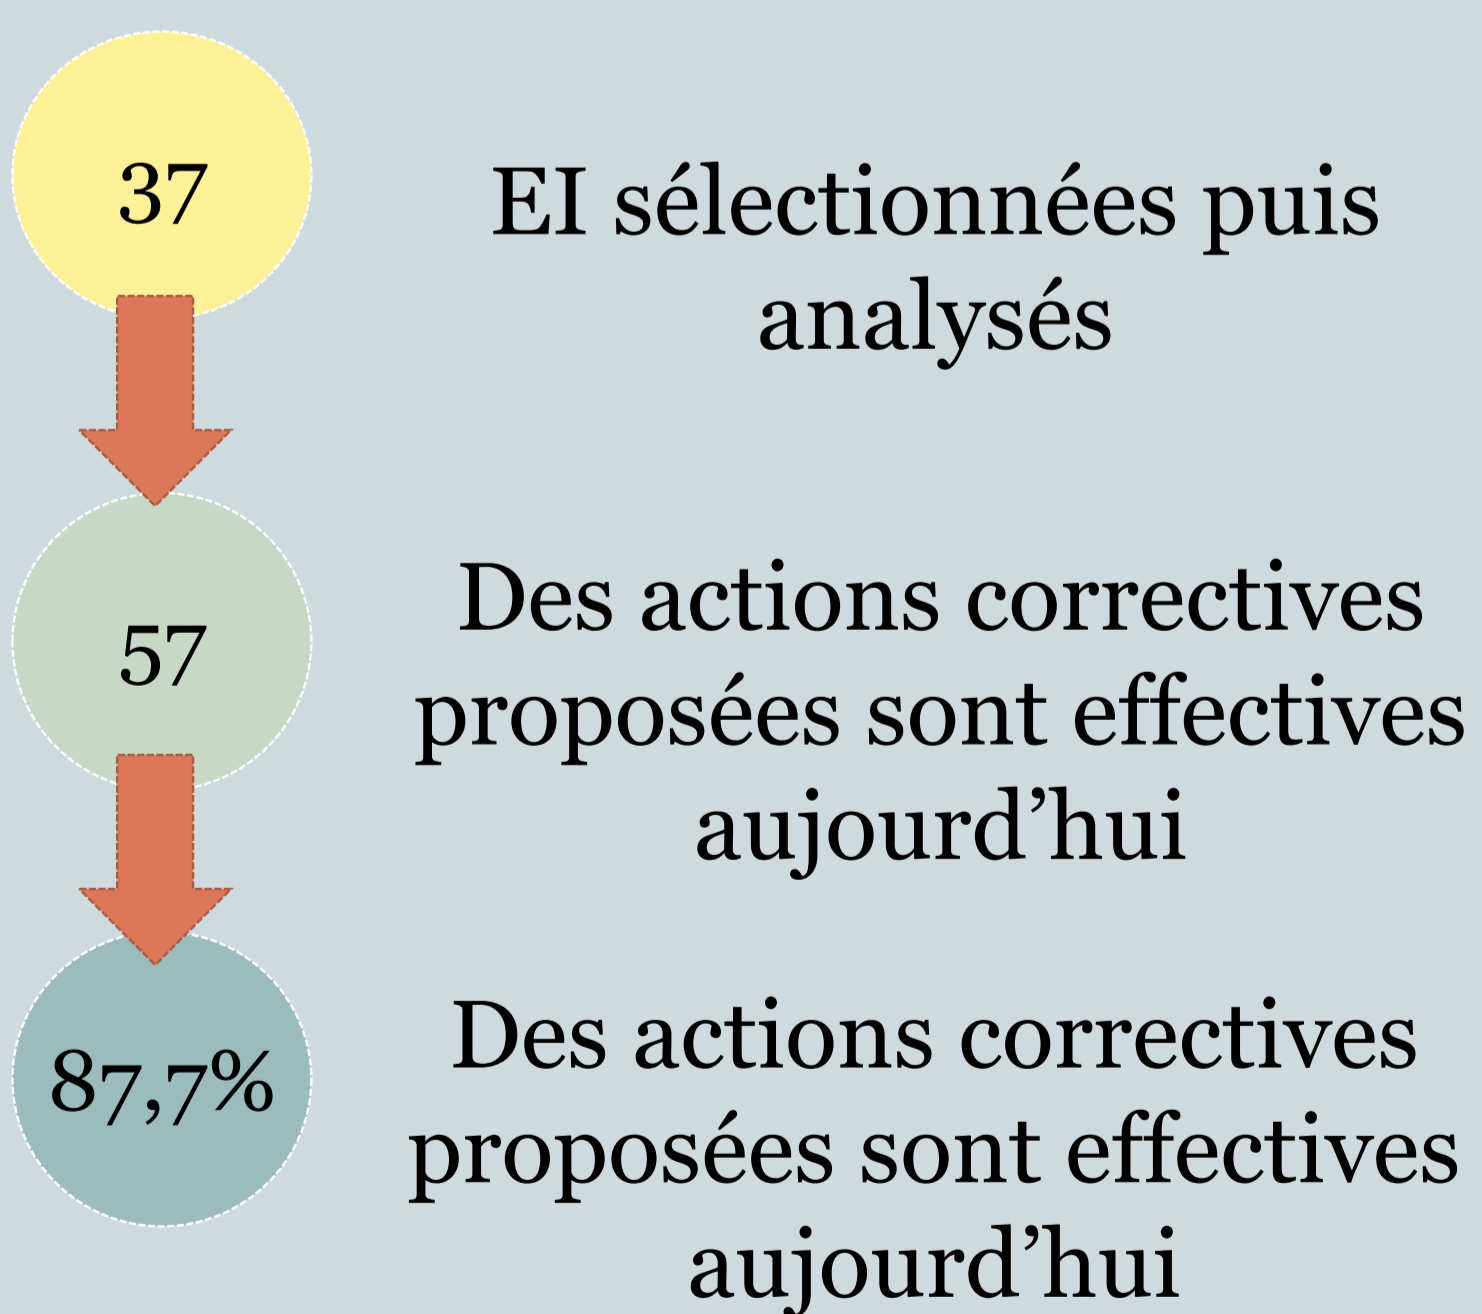 37
EI sélectionnées puis
analysés
57
Des actions correctives
proposées sont effectives
aujourd’hui
87,7%
Des actions correctives
proposées sont effectives
aujourd’hui